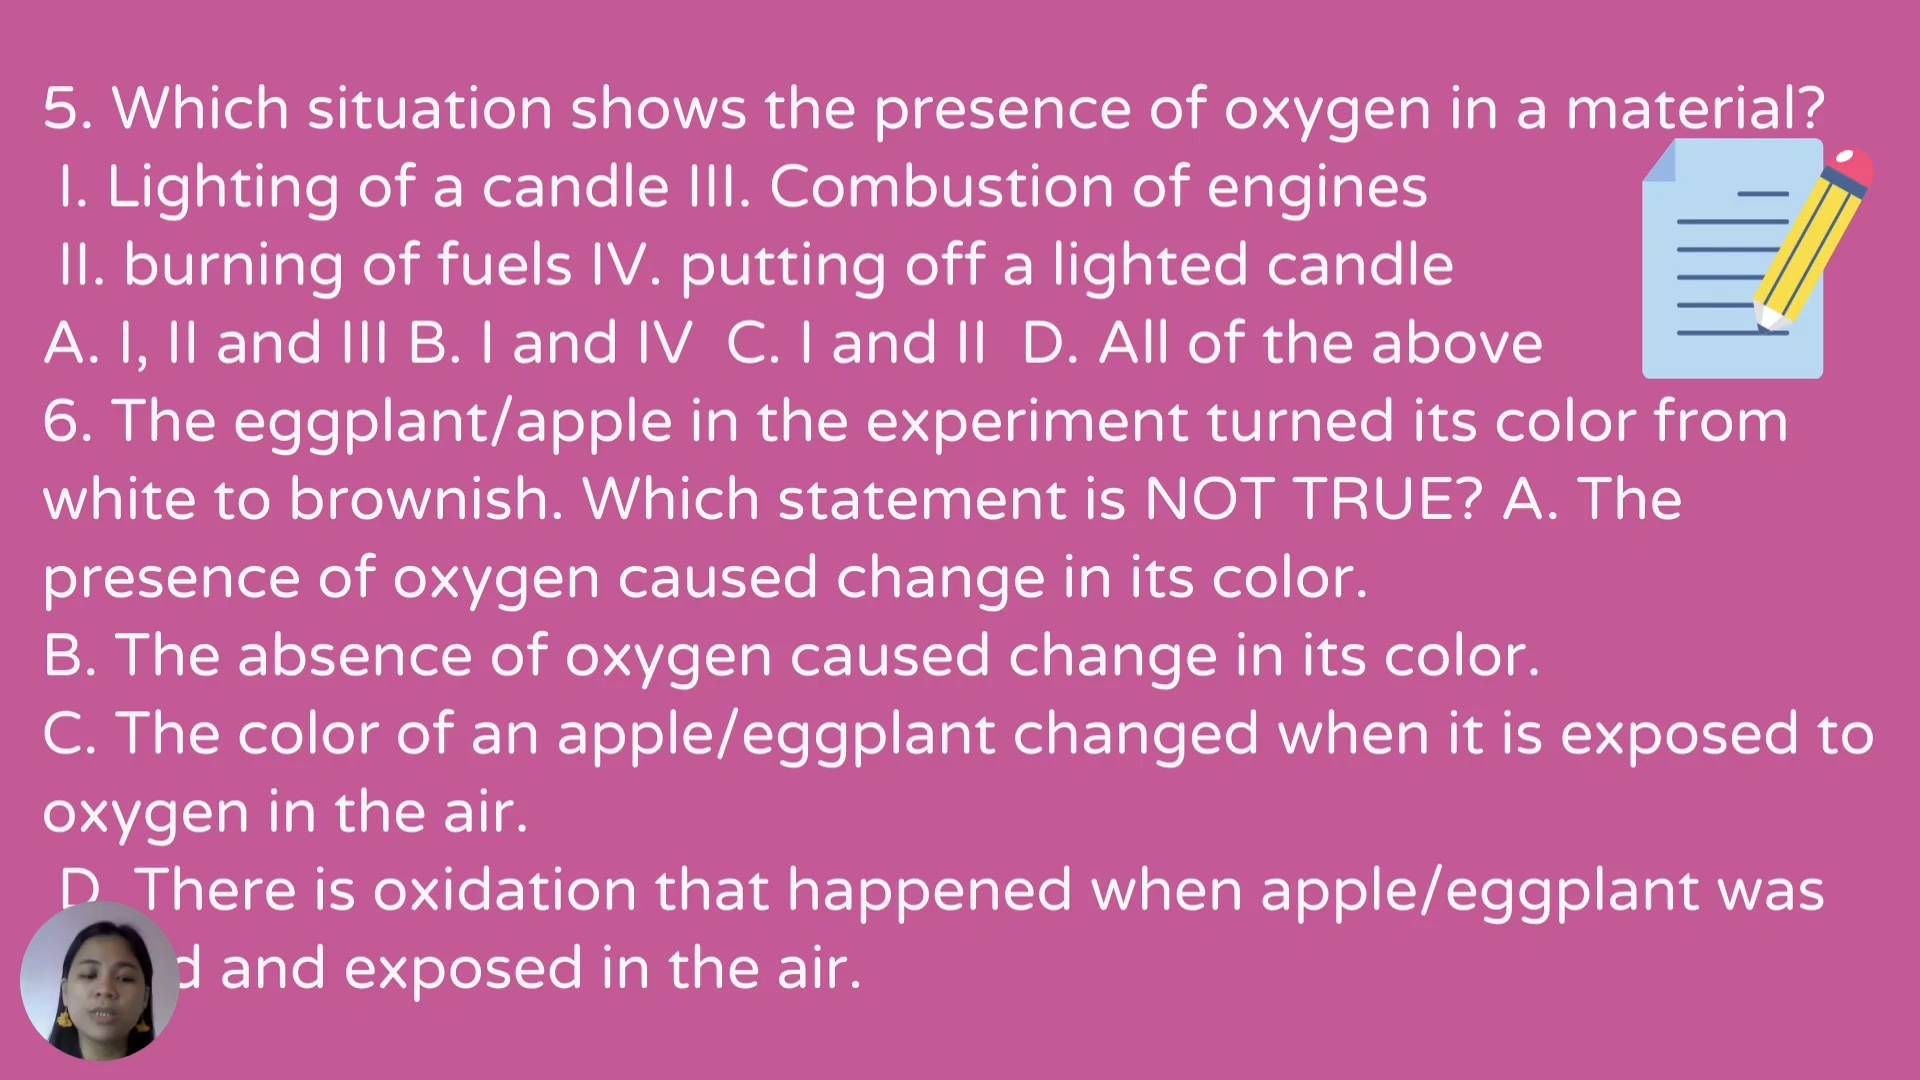 5. Which situation shows the presence of oxygen in a material?
I. Lighting of a candle III. Combustion of engines
II. burning of fuels IV. putting off a lighted candle
A. I, II and III B. I and IV C. I and II D. All of the above
6. The eggplant/apple in the experiment turned its color from
white to brownish. Which statement is NOT TRUE? A. The
presence of oxygen caused change in its color.
B. The absence of oxygen caused change in its color.
C. The color of an apple/eggplant changed when it is exposed to
oxygen in the air.
D. There is oxidation that happened when apple/eggplant was
and exposed in the air.